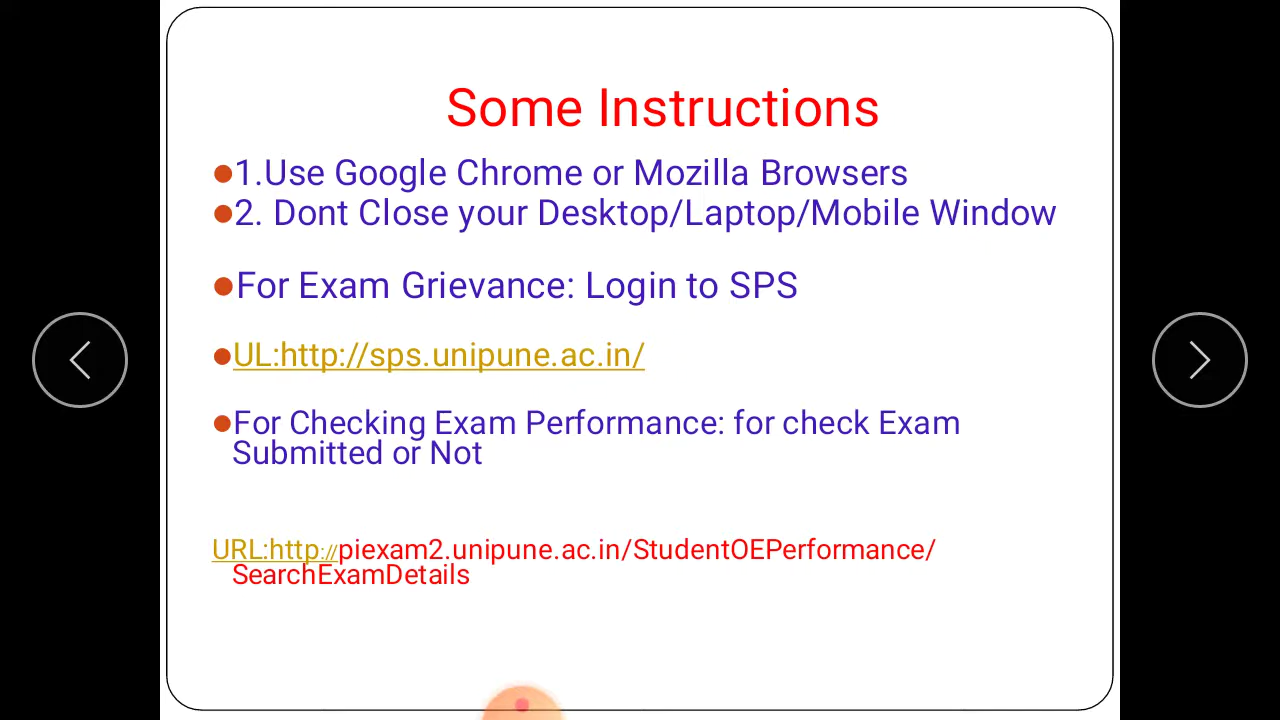 Some Instructions
1.Use Google Chrome or Mozilla Browsers
2. Dont Close your Desktop/Laptop/Mobile Window
For Exam Grievance: Login to SPS
UL:http://sps.unipune.ac.in/
For Checking Exam Performance: for check Exam
Submitted or Not
URL:http://piexam2.unipune.ac.in/StudentOEPerformance/
SearchExamDetails